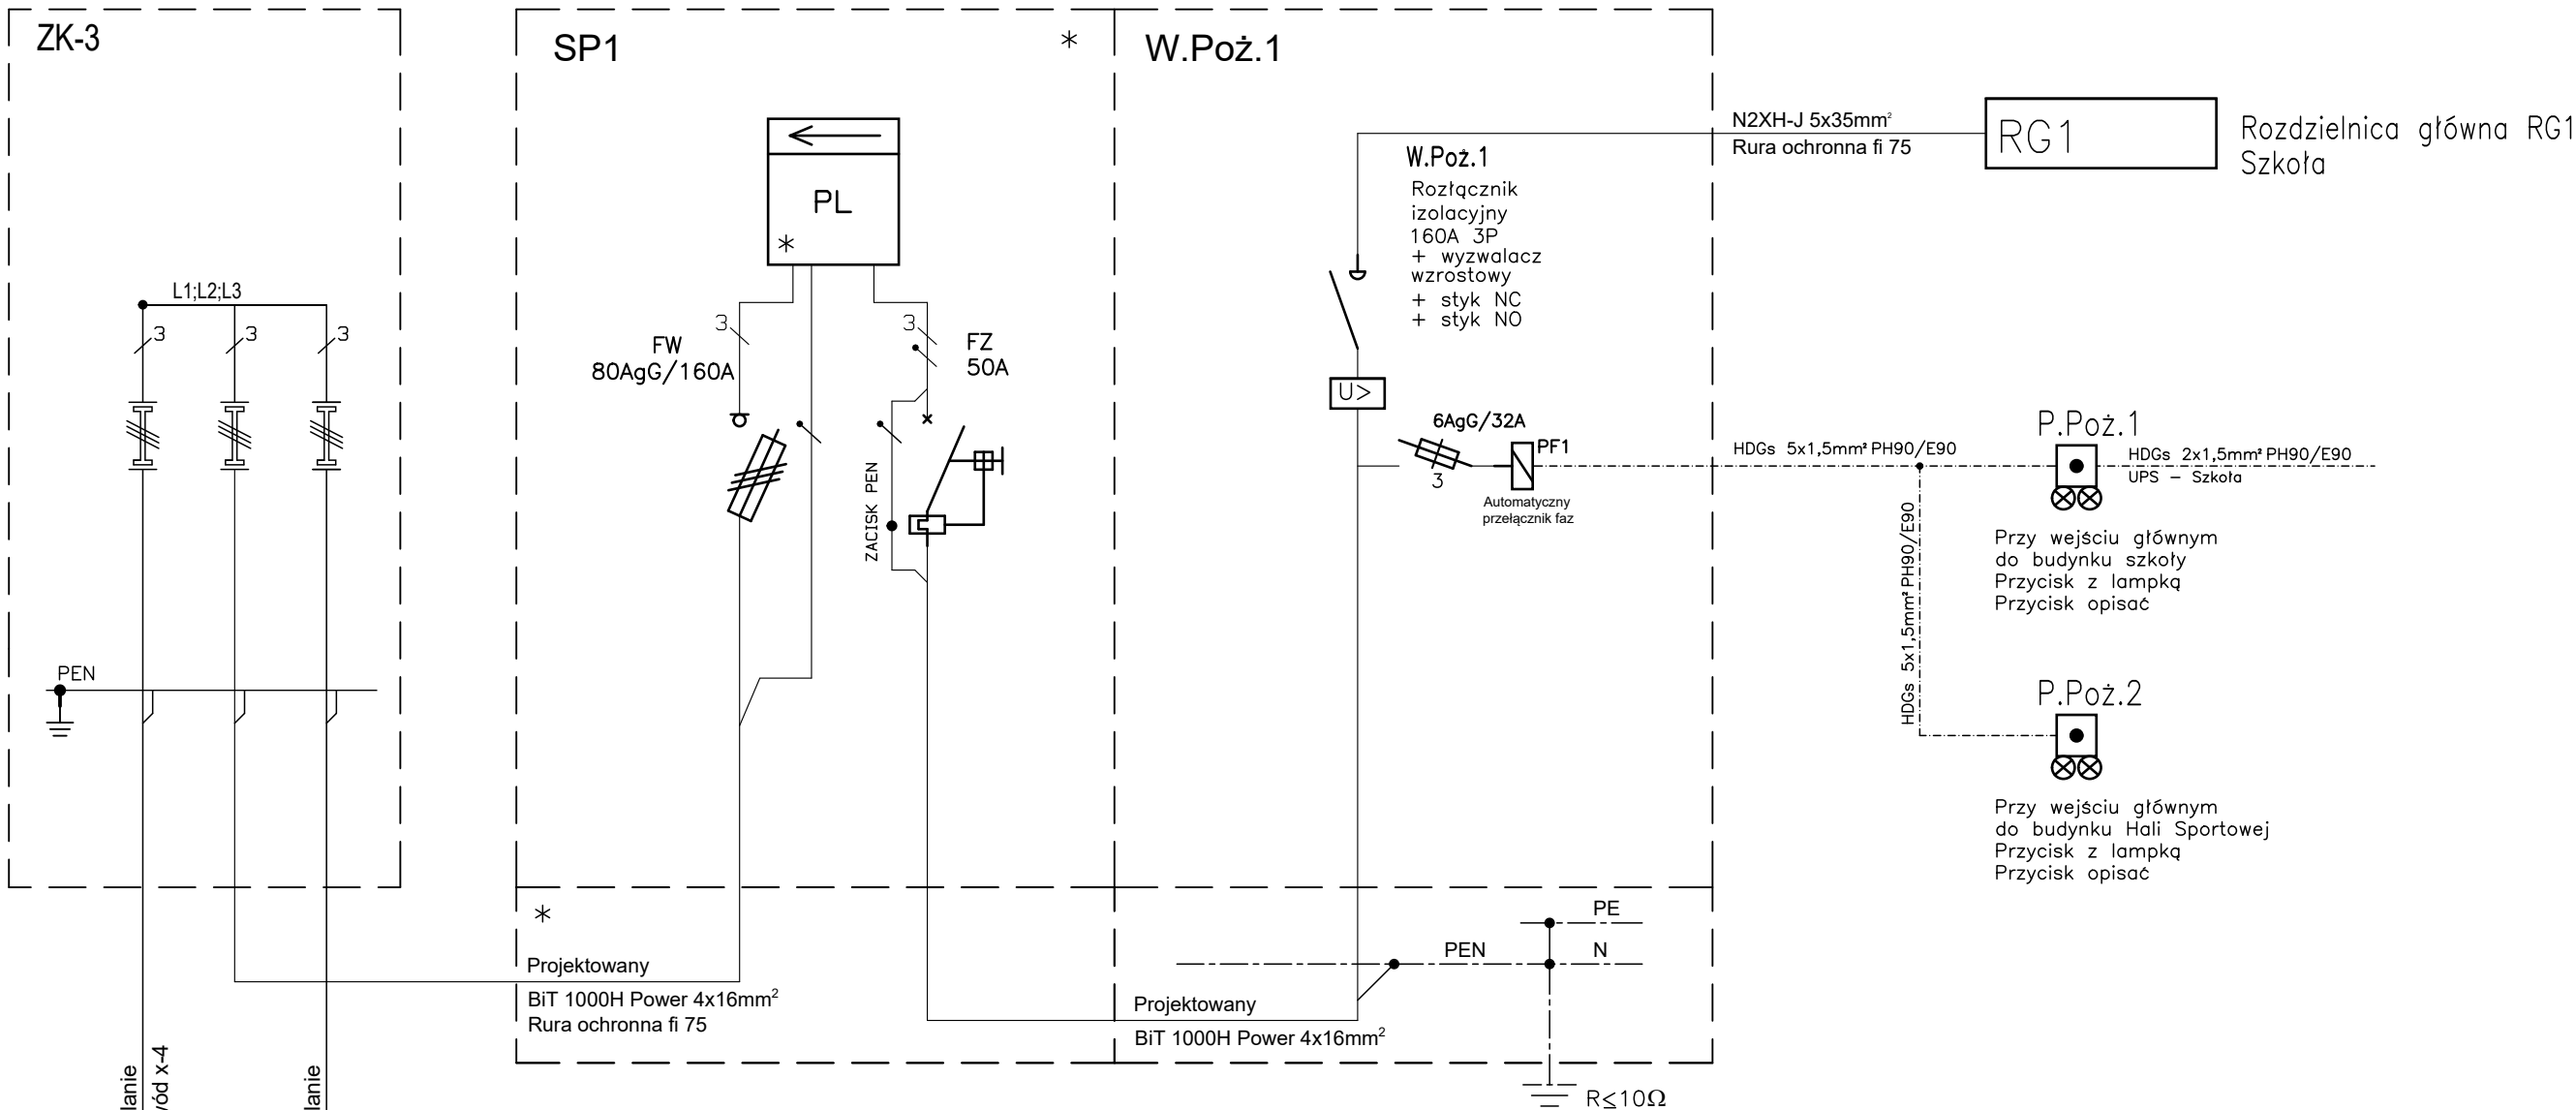 ZK-3
L1;L2;L3
3
3
3
PEN
SP1
*
PL
*
3
FW
80AgG/160A
3
FZ
50A
ZACISK PEN
*
Projektowany
BiT 1000H Power 4x16mm²
Rura ochronna fi 75
W.Poż.1
W.Poż.1
Rozłącznik
izolacyjny
160A 3P
+ wyzwalacz
wzrostowy
+ styk NC
+ styk NO
U>
6AgG/32A
3
PF1
Automatyczny
przełącznik faz
PE
PEN
N
Projektowany
BiT 1000H Power 4x16mm²
R≤10Ω
N2XH-J 5x35mm²
Rura ochronna fi 75
RG1
Rozdzielnica główna RG1
Szkoła
HDGs 5x1,5mm² PH90/E90
HDGs 5x1,5mm² PH90/E90
P.Poż.1
HDGs 2x1,5mm² PH90/E90
UPS – Szkoła
Przy wejściu głównym
do budynku szkoły
Przycisk z lampką
Przycisk opisać
P.Poż.2
Przy wejściu głównym
do budynku Hali Sportowej
Przycisk z lampką
Przycisk opisać
x-4